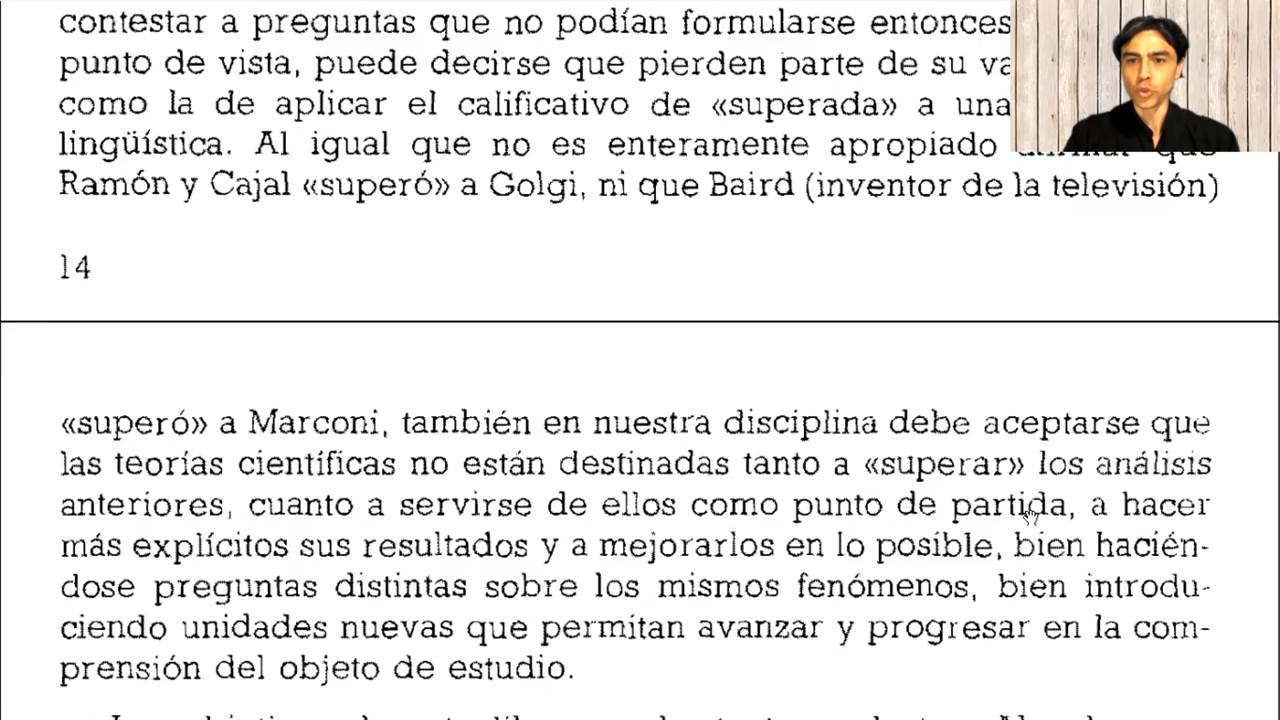 contestar a preguntas que no podían formularse entonces
punto de vista, puede decirse que pierden parte de su
como la de aplicar el calificativo de «superada» a una
lingüística. Al igual que no es enteramente apropiado afirmar que
Ramón y Cajal «superó» a Golgi, ni que Baird (inventor de la televisión)
14
«superó» a Marconi, también en nuestra disciplina debe aceptarse que
las teorías científicas no están destinadas tanto a «superar» los análisis
anteriores, cuanto a servirse de ellos como punto de partida, a hacer
más explícitos sus resultados y a mejorarlos en lo posible, bien hacién-
dose preguntas distintas sobre los mismos fenómenos, bien introdu-
ciendo unidades nuevas que permitan avanzar y progresar en la com-
prensión del objeto de estudio.